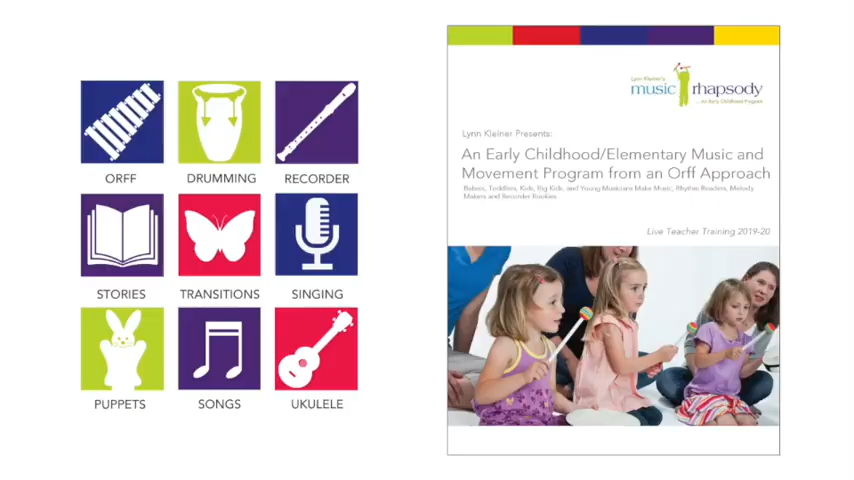 ORFF
DRUMMING
RECORDER
STORIES
TRANSITIONS
SINGING
PUPPETS
SONGS
UKULELE
Lynn Kleiner's
music rhapsody
... an Early Childhood Program
Lynn Kleiner Presents:
An Early Childhood/Elementary Music and
Movement Program from an Orff Approach
Babies, Toddlers, Kids, Big Kids, and Young Musicians Make Music, Rhythm Readers, Melody
Makers and Recorder Rookies
Live Teacher Training 2019-20